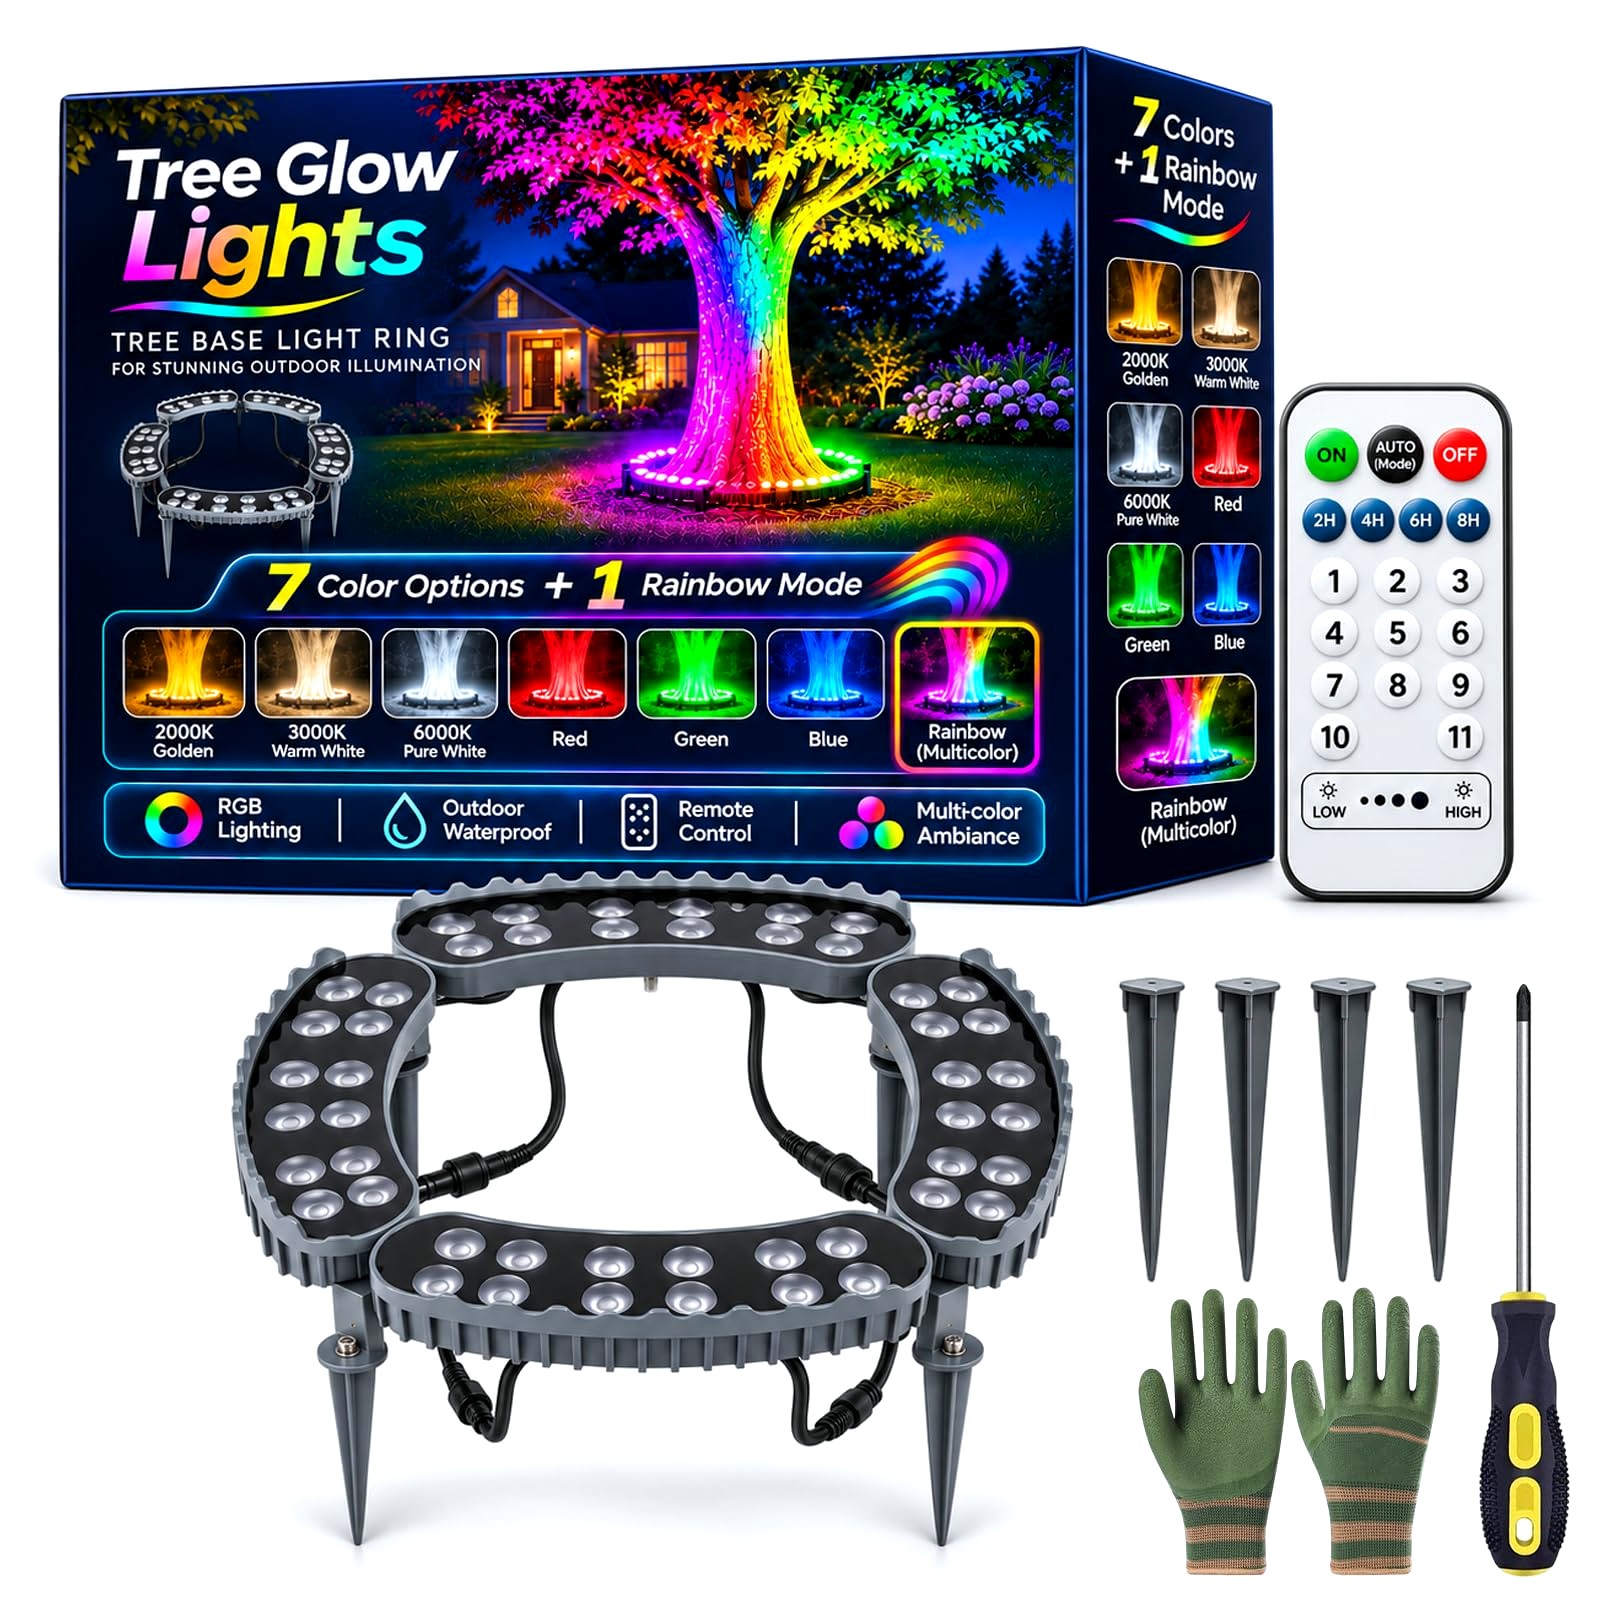 Tree Glow
Lights
TREE BASE LIGHT RING
FOR STUNNING OUTDOOR ILLUMINATION
7 Color Options + 1 Rainbow Mode
2000K
Golden
3000K
Warm White
6000K
Pure White
Red
Green
Blue
Rainbow
(Multicolor)
RGB
Lighting
Outdoor
Waterproof
Remote
Control
Multi-color
Ambiance
7 Colors
+ 1 Rainbow
Mode
2000K
Golden
3000K
Warm White
6000K
Pure White
Red
Green
Blue
Rainbow
(Multicolor)
ON
AUTO
(Mode)
OFF
2H 4H 6H 8H
1 2 3
4 5 6
7 8 9
10 11
LOW HIGH